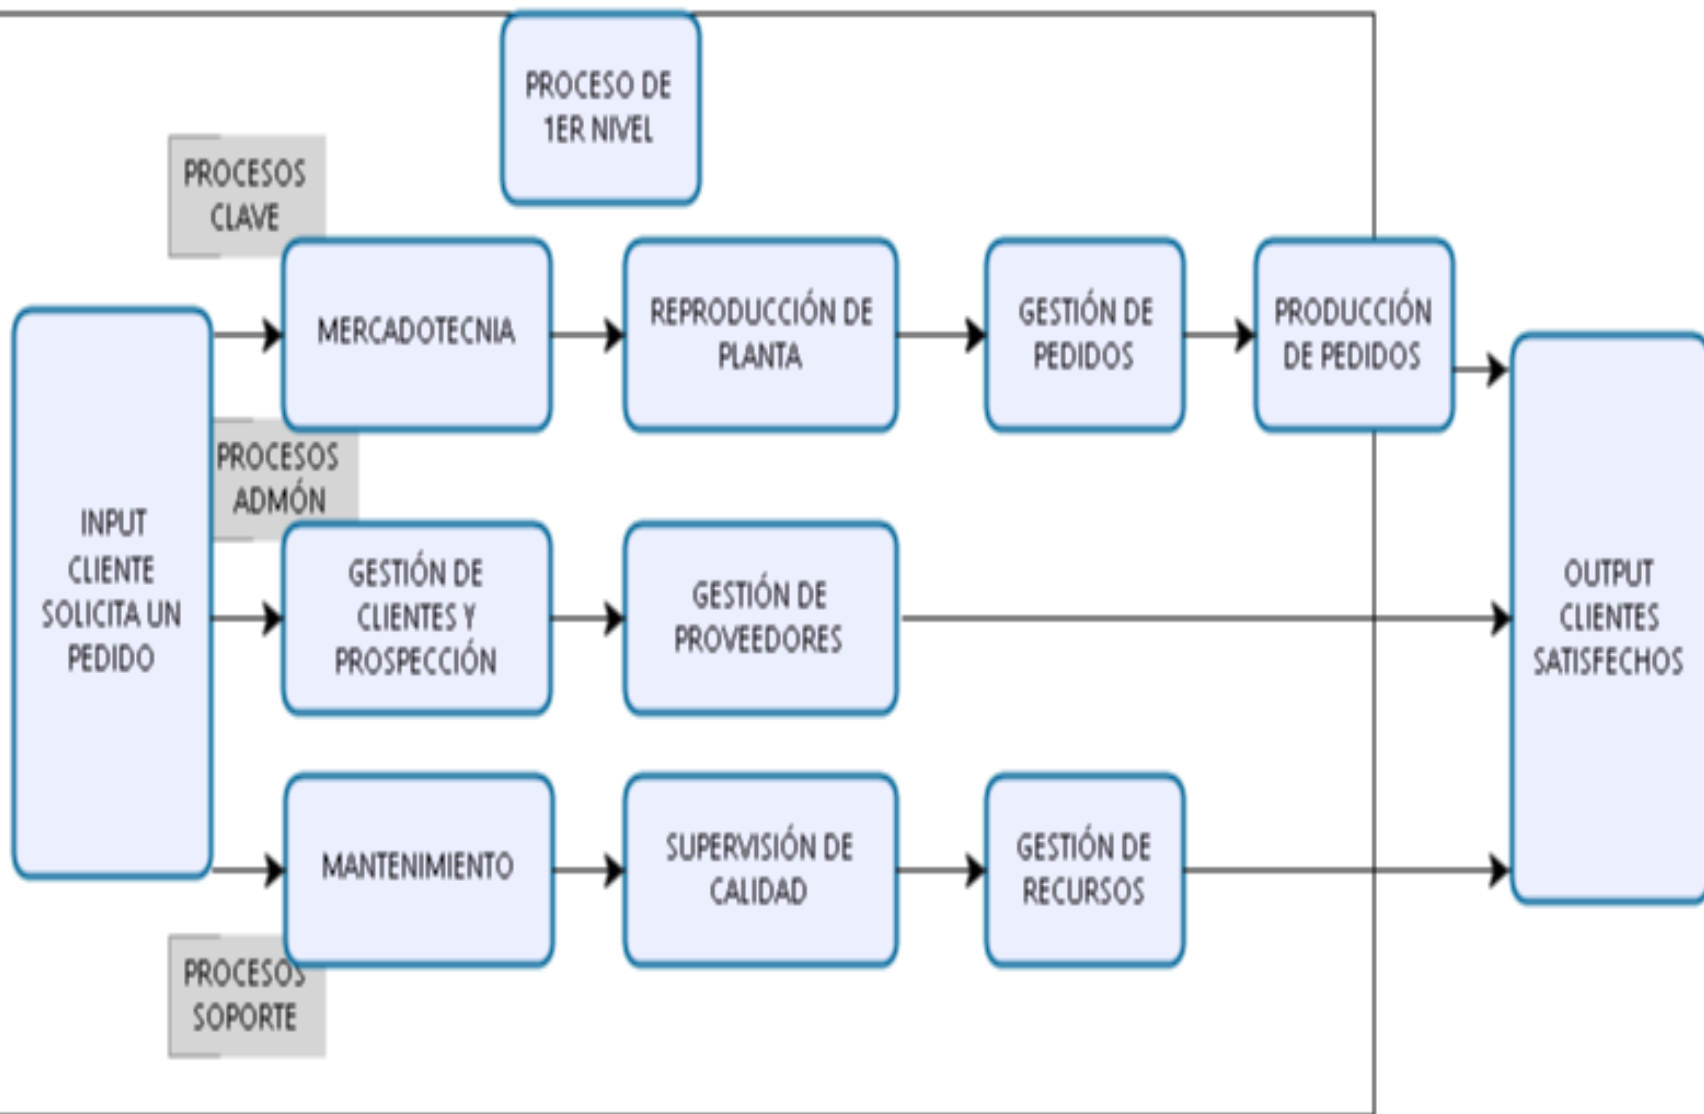 PROCESO DE
1ER NIVEL
PROCESOS
CLAVE
MERCADOTECNIA
REPRODUCCIÓN DE
PLANTA
GESTIÓN DE
PEDIDOS
PRODUCCIÓN
DE PEDIDOS
INPUT
CLIENTE
SOLICITA UN
PEDIDO
PROCESOS
ADMÓN
GESTIÓN DE
CLIENTES Y
PROSPECCIÓN
GESTIÓN DE
PROVEEDORES
OUTPUT
CLIENTES
SATISFECHOS
MANTENIMIENTO
SUPERVISIÓN DE
CALIDAD
GESTIÓN DE
RECURSOS
PROCESOS
SOPORTE